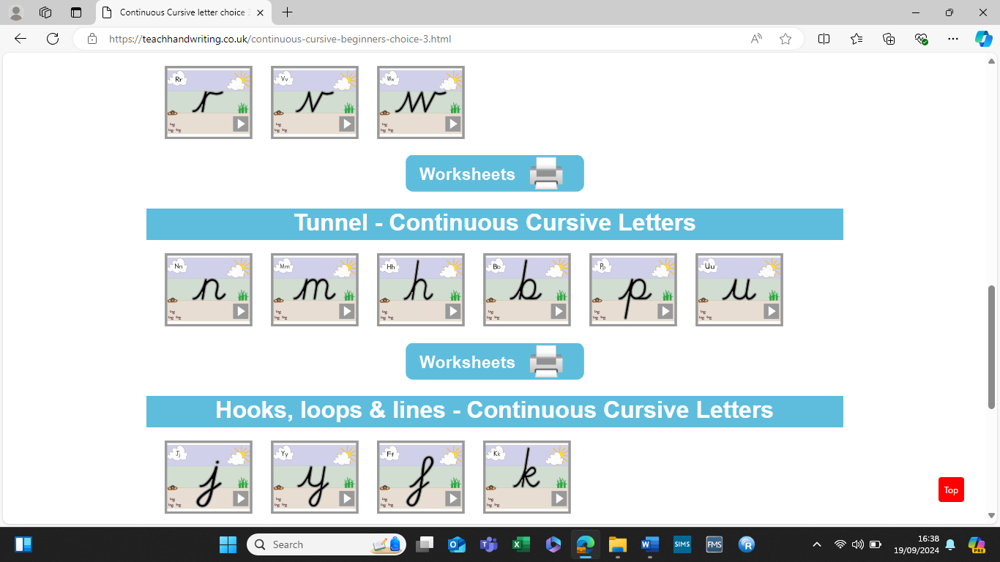 Continuous Cursive letter choice 3
https://teachhandwriting.co.uk/continuous-cursive-beginners-choice-3.html
Rr Vv Ww
r v w
Worksheets
Tunnel - Continuous Cursive Letters
Nn Mm Hh Bb Pp Uu
n m h b p u
Worksheets
Hooks, loops & lines - Continuous Cursive Letters
Jj Yy Ff Kk
j y f k
Top
Search
SIMS
FMS
R
16:38
19/09/2024
PRE